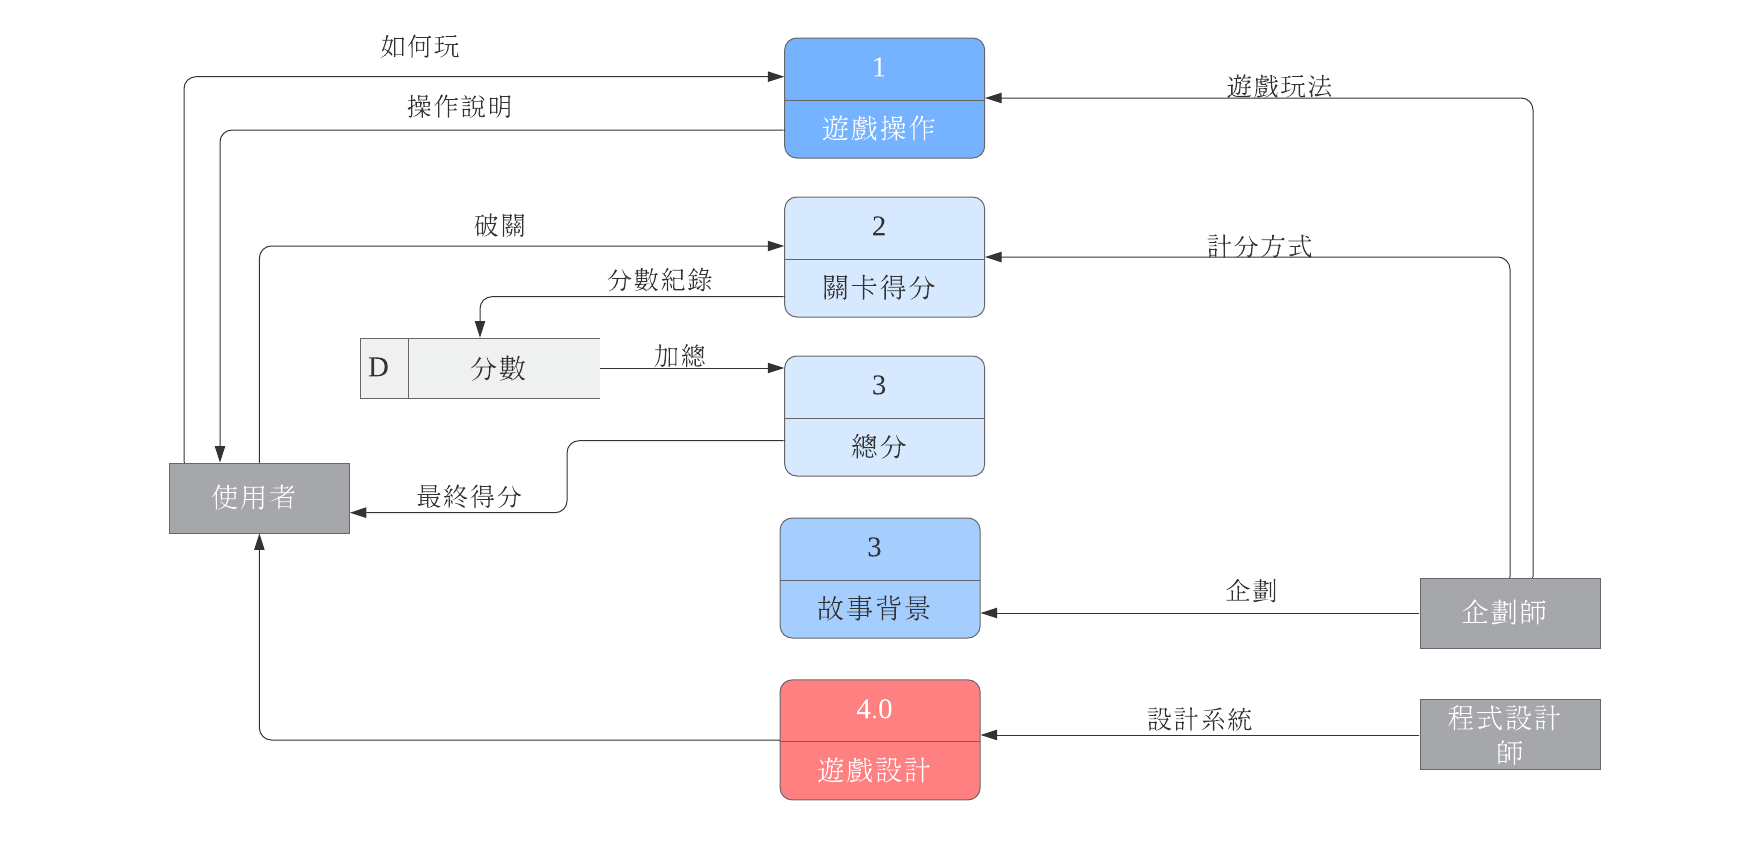 如何玩
1
遊戲玩法
操作說明
遊戲操作
破關
2
計分方式
分數紀錄
關卡得分
加總
D
分數
3
總分
使用者
最終得分
3
企劃
故事背景
企劃師
4.0
設計系統
程式設計
師
遊戲設計